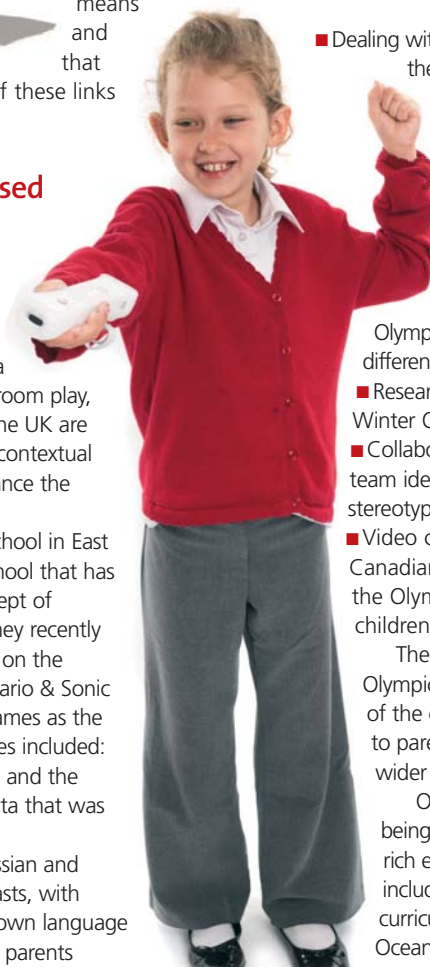 means
and
that
f these links
sed
a
room play,
ne UK are
contextual
ance the
chool in East
hool that has
ept of
hey recently
on the
ario & Sonic
ames as the
es included:
and the
ta that was
ssian and
asts, with
own language
parents
■ Dealing wit
the
Olymp
differen
■ Resear
Winter C
■ Collabo
team ide
stereotyp
■ Video c
Canadian
the Olym
children
The
Olympic
of the
to pare
wider
O
being
rich e
includ
curricu
Ocean